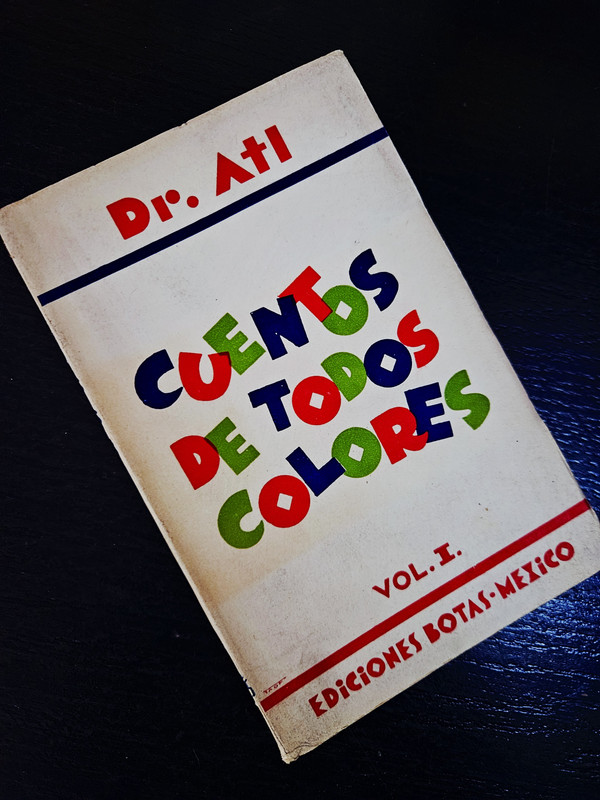 Dr. Atl
CUENTOS
DE TODOS
COLORES
VOL. I.
EDICIONES BOTAS-MEXICO